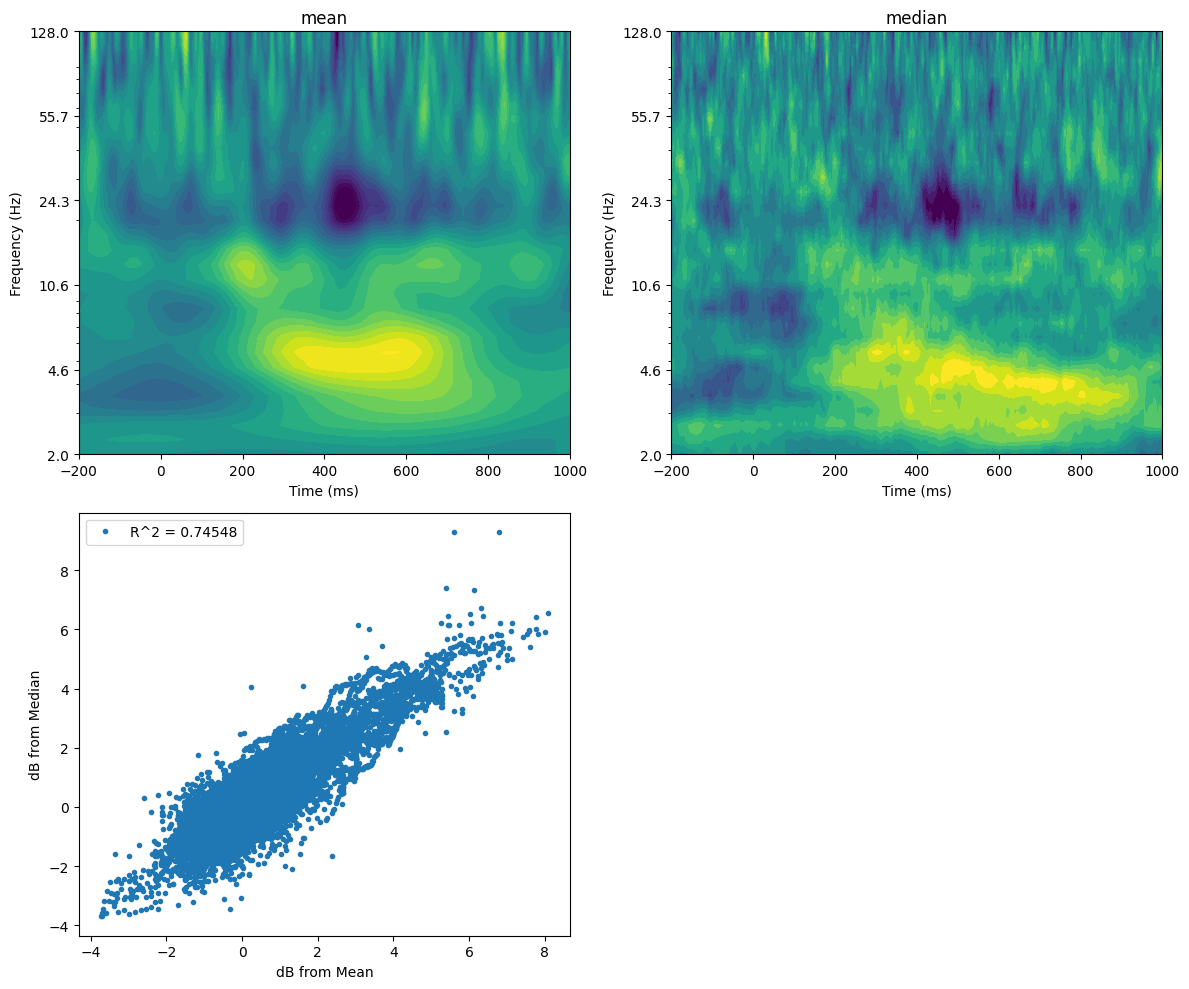 mean
128.0
55.7
24.3
10.6
4.6
2.0
Frequency (Hz)
−200 0 200 400 600 800 1000
Time (ms)
median
128.0
55.7
24.3
10.6
4.6
2.0
Frequency (Hz)
−200 0 200 400 600 800 1000
Time (ms)
R^2 = 0.74548
8
6
4
2
0
−2
−4
dB from Median
−4 −2 0 2 4 6 8
dB from Mean